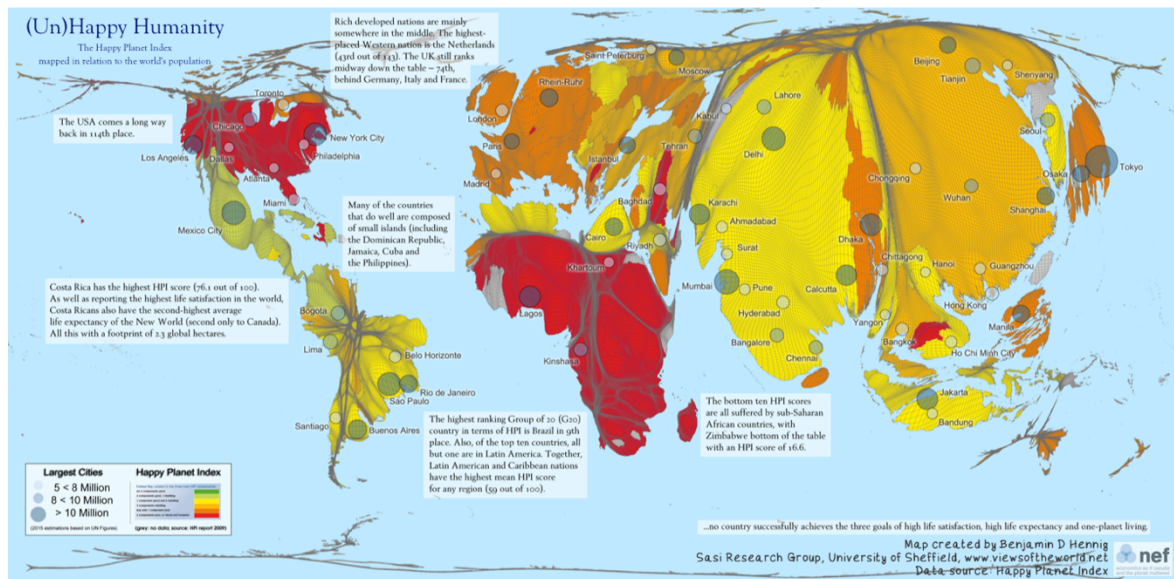 (Un)Happy Humanity
The Happy Planet Index
mapped in relation to the world's population
Rich developed nations are mainly
somewhere in the middle. The highest-
placed Western nation is the Netherlands
(43rd out of 143). The UK still ranks
midway down the table – 74th,
behind Germany, Italy and France.
The USA comes a long way
back in 114th place.
Many of the countries
that do well are composed
of small islands (including
the Dominican Republic,
Jamaica, Cuba and
the Philippines).
Costa Rica has the highest HPI score (76.1 out of 100).
As well as reporting the highest life satisfaction in the world,
Costa Ricans also have the second-highest average
life expectancy of the New World (second only to Canada).
All this with a footprint of 2.3 global hectares.
The highest ranking Group of 20 (G20)
country in terms of HPI is Brazil in 9th
place. Also, of the top ten countries, all
but one are in Latin America. Together,
Latin American and Caribbean nations
have the highest mean HPI score
for any region (59 out of 100).
The bottom ten HPI scores
are all suffered by sub-Saharan
African countries, with
Zimbabwe bottom of the table
with an HPI score of 16.6.
Toronto
Chicago
New York City
Los Angeles
Dallas
Philadelphia
Atlanta
Miami
Mexico City
Bogota
Lima
Belo Horizonte
Rio de Janeiro
Sao Paulo
Santiago
Buenos Aires
Saint Peterburg
Moscow
Rhein-Ruhr
London
Paris
Madrid
Istanbul
Tehran
Kabul
Baghdad
Cairo
Riyadh
Khartoum
Lagos
Kinshasa
Lahore
Delhi
Karachi
Ahmadabad
Surat
Mumbai
Pune
Hyderabad
Bangalore
Chennai
Calcutta
Dhaka
Chittagong
Yangon
Bangkok
Hanoi
Ho Chi Minh City
Jakarta
Bandung
Manila
Hong Kong
Guangzhou
Chongqing
Wuhan
Shanghai
Beijing
Tianjin
Shenyang
Seoul
Osaka
Tokyo
Largest Cities
5 < 8 Million
8 < 10 Million
> 10 Million
(2015 estimations based on UN Figures)
Happy Planet Index
(grey: no data; source: HPI report 2009)
...no country successfully achieves the three goals of high life satisfaction, high life expectancy and one-planet living.
Map created by Benjamin D Hennig
Sasi Research Group, University of Sheffield, www.viewsoftheworld.net
Data source: Happy Planet Index
nef